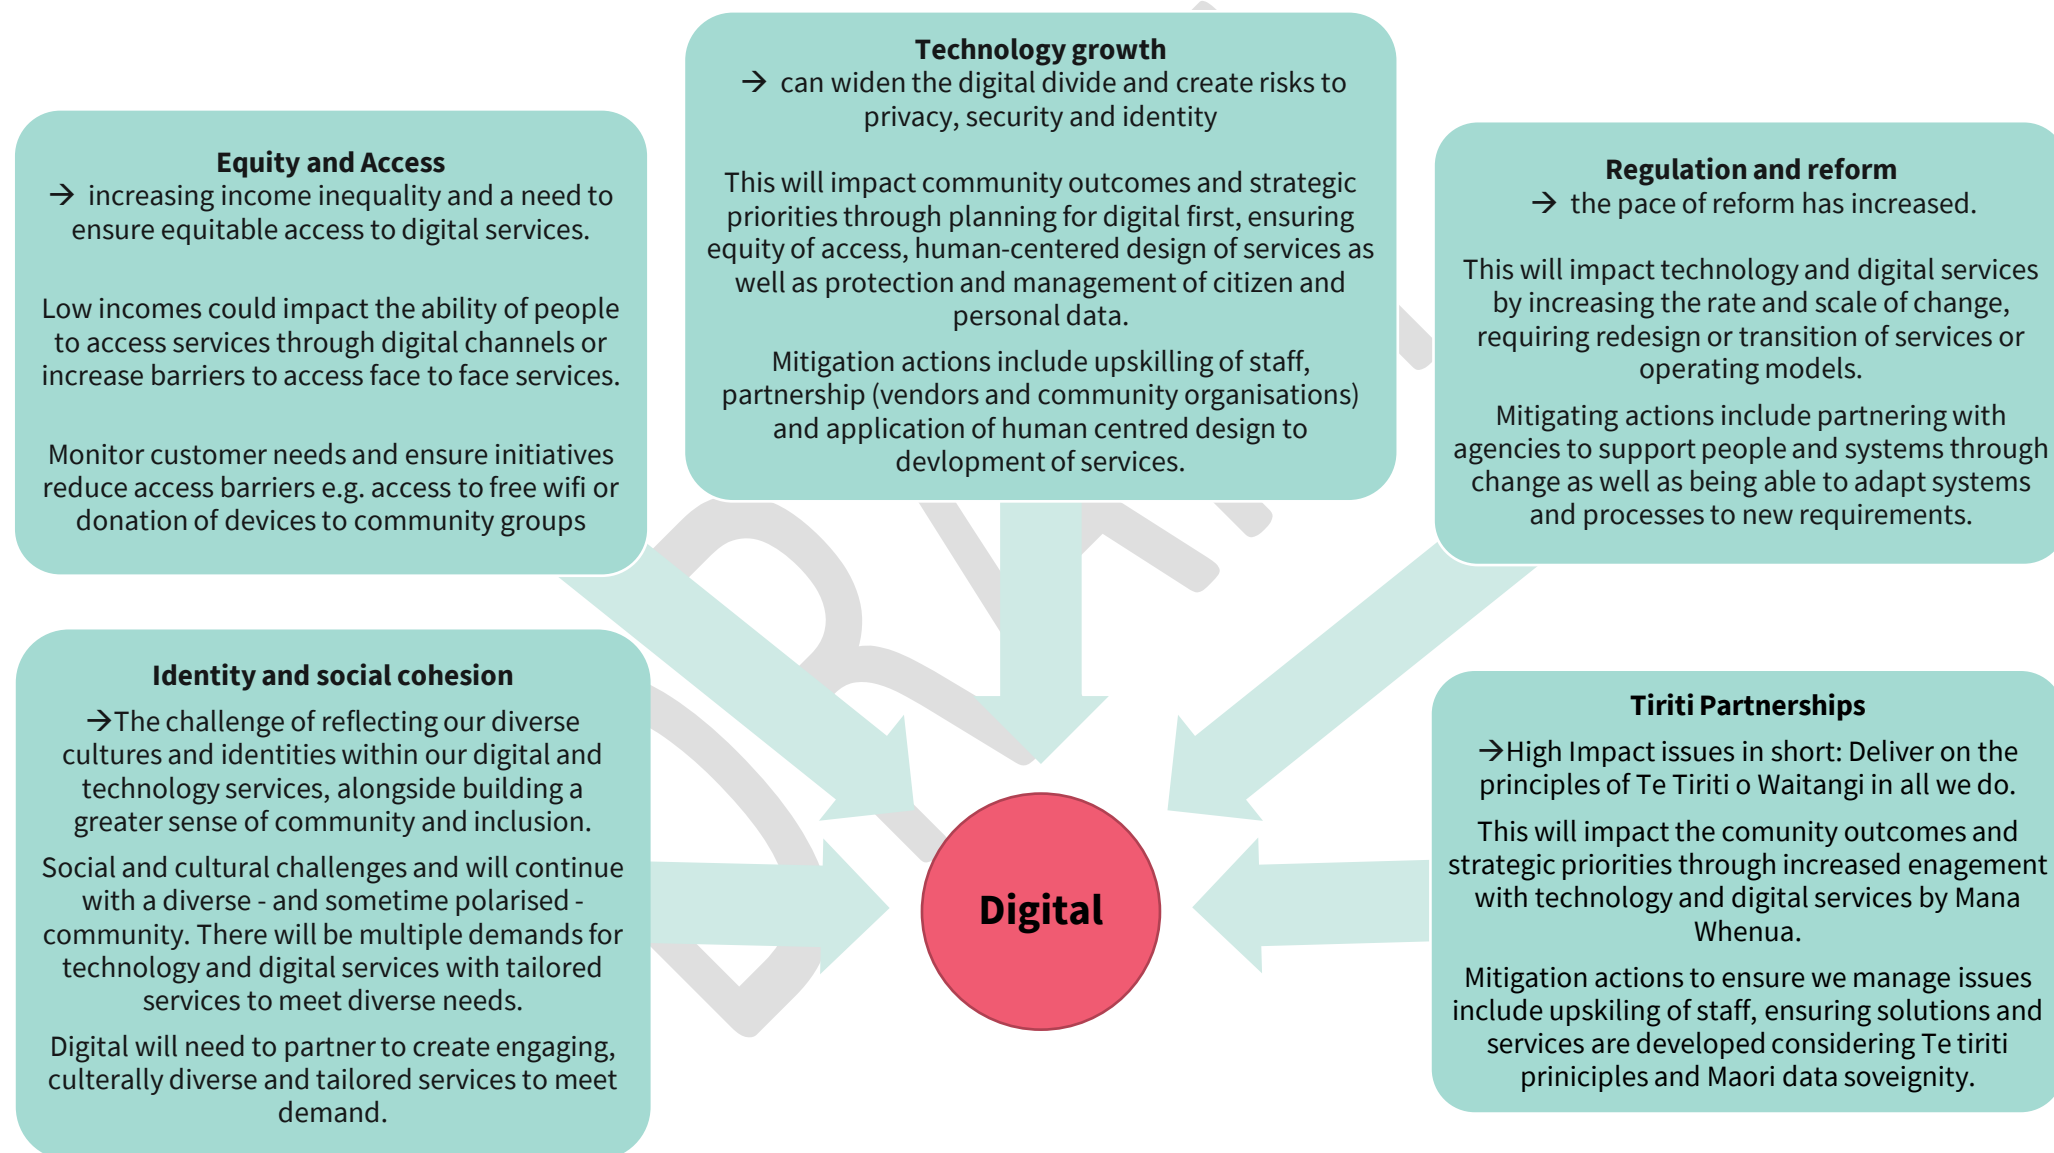 Technology growth
→ can widen the digital divide and create risks to
privacy, security and identity
This will impact community outcomes and strategic
priorities through planning for digital first, ensuring
equity of access, human-centered design of services as
well as protection and management of citizen and
personal data.
Mitigation actions include upskilling of staff,
partnership (vendors and community organisations)
and application of human centred design to
devlopment of services.
Equity and Access
→ increasing income inequality and a need to
ensure equitable access to digital services.
Low incomes could impact the ability of people
to access services through digital channels or
increase barriers to access face to face services.
Monitor customer needs and ensure initiatives
reduce access barriers e.g. access to free wifi or
donation of devices to community groups
Regulation and reform
→ the pace of reform has increased.
This will impact technology and digital services
by increasing the rate and scale of change,
requiring redesign or transition of services or
operating models.
Mitigating actions include partnering with
agencies to support people and systems through
change as well as being able to adapt systems
and processes to new requirements.
Identity and social cohesion
→The challenge of reflecting our diverse
cultures and identities within our digital and
technology services, alongside building a
greater sense of community and inclusion.
Social and cultural challenges and will continue
with a diverse - and sometime polarised -
community. There will be multiple demands for
technology and digital services with tailored
services to meet diverse needs.
Digital will need to partner to create engaging,
culterally diverse and tailored services to meet
demand.
Digital
Tiriti Partnerships
→High Impact issues in short: Deliver on the
principles of Te Tiriti o Waitangi in all we do.
This will impact the comunity outcomes and
strategic priorities through increased enagement
with technology and digital services by Mana
Whenua.
Mitigation actions to ensure we manage issues
include upskiling of staff, ensuring solutions and
services are developed considering Te tiriti
priniciples and Maori data soveignity.
DRAFT